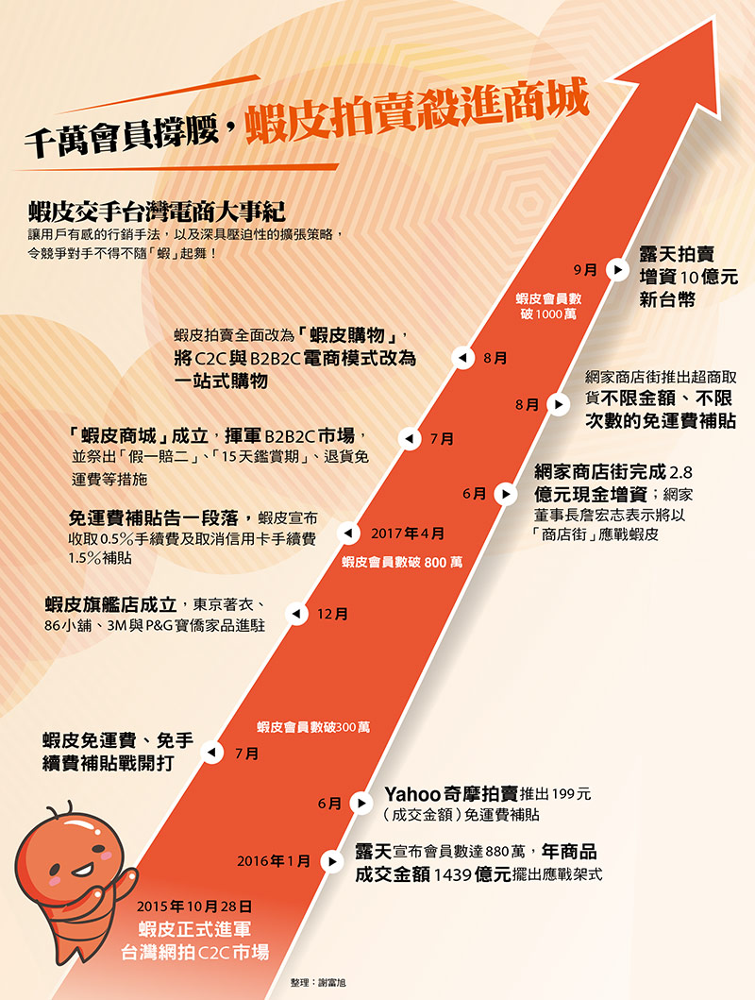 千萬會員撐腰，蝦皮拍賣殺進商城
蝦皮交手台灣電商大事紀
讓用戶有感的行銷手法，以及深具壓迫性的擴張策略，
令競爭對手不得不隨「蝦」起舞！
9月
露天拍賣
增資10億元
新台幣
蝦皮會員數
破1000萬
蝦皮拍賣全面改為「蝦皮購物」，
將C2C與B2B2C電商模式改為
一站式購物
8月
8月
網家商店街推出超商取
貨不限金額、不限
次數的免運費補貼
「蝦皮商城」成立，揮軍B2B2C市場，
並祭出「假一賠二」、「15天鑑賞期」、退貨免
運費等措施
7月
6月
網家商店街完成2.8
億元現金增資；網家
董事長詹宏志表示將以
「商店街」應戰蝦皮
免運費補貼告一段落，蝦皮宣布
收取0.5%手續費及取消信用卡手續費
1.5%補貼
2017年4月
蝦皮會員數破800萬
蝦皮旗艦店成立，東京著衣、
86小舖、3M與P&G寶僑家品進駐
12月
蝦皮會員數破300萬
蝦皮免運費、免手
續費補貼戰開打
7月
6月
Yahoo奇摩拍賣推出199元
（成交金額）免運費補貼
2016年1月
露天宣布會員數達880萬，年商品
成交金額1439億元擺出應戰架式
2015年10月28日
蝦皮正式進軍
台灣網拍C2C市場
整理：謝富旭